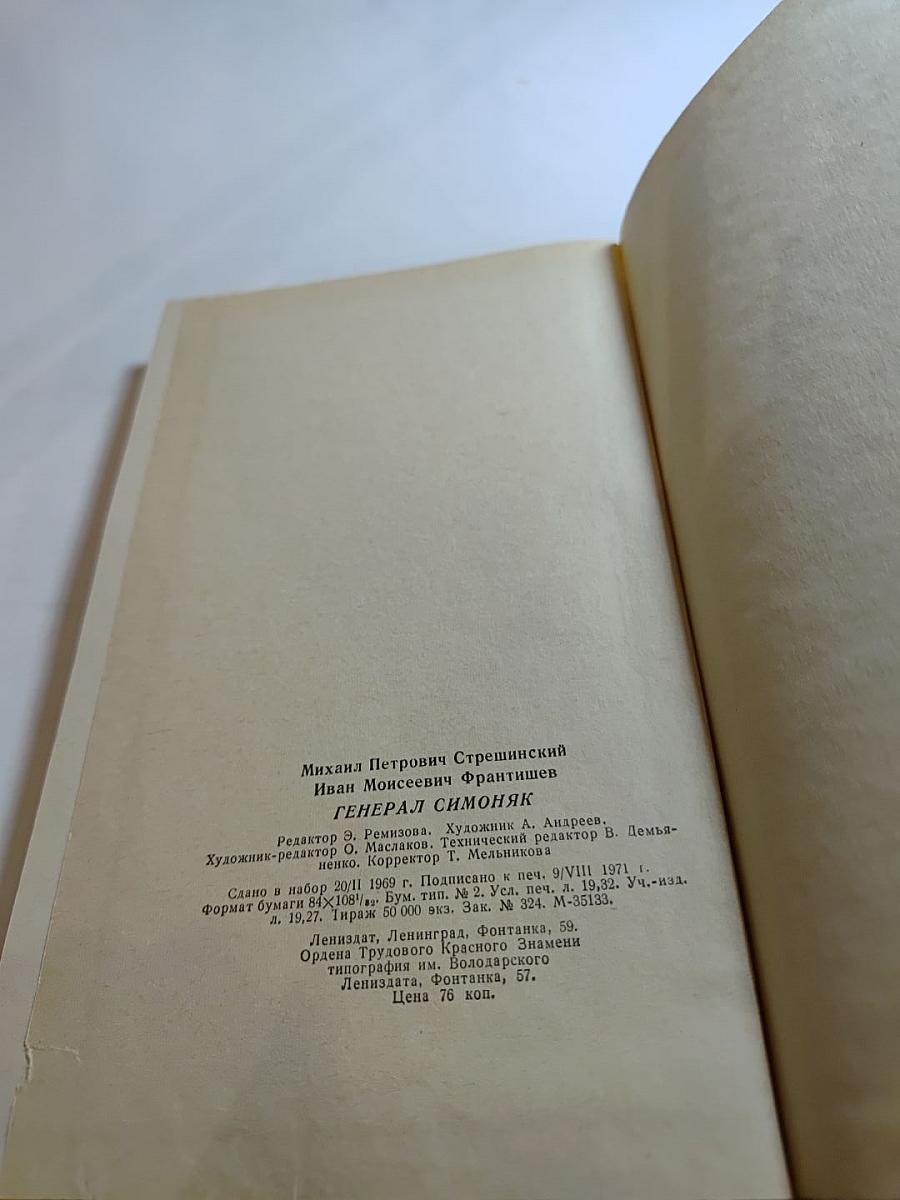 Михаил Петрович Стрешинский
Иван Моисеевич Франтишев
ГЕНЕРАЛ СИМОНЯК
Редактор Э. Ремизова. Художник А. Андреев.
Художник-редактор О. Маслаков. Технический редактор В. Демья-
ненко. Корректор Т. Мельникова
Сдано в набор 20/II 1969 г. Подписано к печ. 9/VIII 1971 г.
Формат бумаги 84×108¹/₃₂. Бум. тип. № 2. Усл. печ. л. 19,32. Уч.-изд.
л. 19,27. Тираж 50 000 экз. Зак. № 324. М-35133.
Лениздат, Ленинград, Фонтанка, 59.
Ордена Трудового Красного Знамени
типография им. Володарского
Лениздата, Фонтанка, 57.
Цена 76 коп.